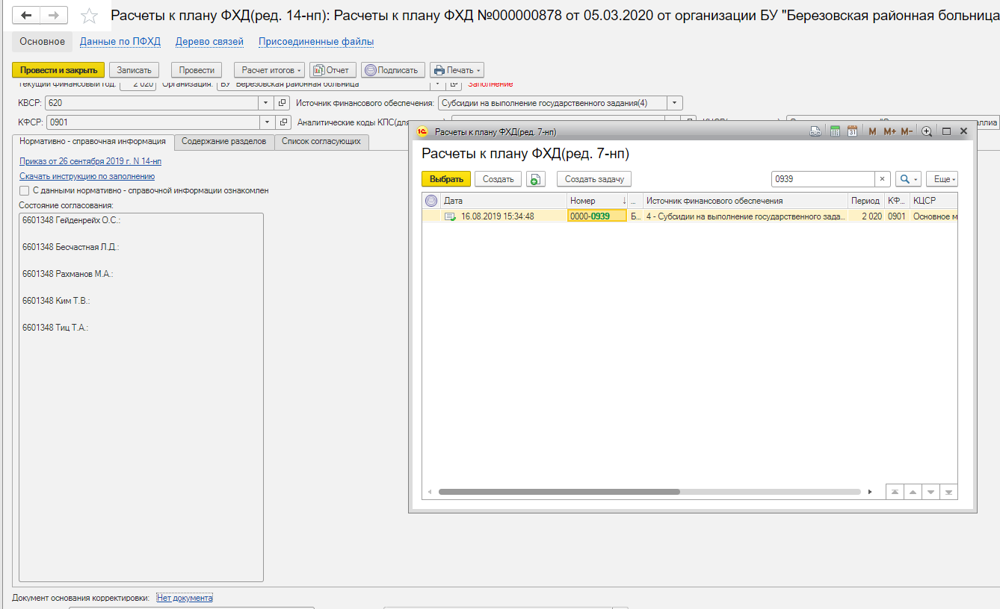 Расчеты к плану ФХД(ред. 14-нп): Расчеты к плану ФХД №000000878 от 05.03.2020 от организации БУ "Березовская районная больница
Основное Данные по ПФХД Дерево связей Присоединенные файлы
Провести и закрыть Записать Провести Расчет итогов Отчет Подписать Печать
Текущий финансовый год: 2 020 Организация: БУ "Березовская районная больница" Заполнение
КВСР: 620 Источник финансового обеспечения: Субсидии на выполнение государственного задания(4)
КФСР: 0901 Аналитические коды КПС(для
Нормативно - справочная информация Содержание разделов Список согласующих
Приказ от 26 сентября 2019 г. N 14-нп
Скачать инструкцию по заполнению
С данными нормативно - справочной информации ознакомлен
Состояние согласования:
6601348 Гейденрейх О.С.:
6601348 Бесчастная Л.Д.:
6601348 Рахманов М.А.:
6601348 Ким Т.В.:
6601348 Тиц Т.А.:
Документ основания корректировки: Нет документа
1С Расчеты к плану ФХД(ред. 7-нп) 31 M M+ M-
Расчеты к плану ФХД(ред. 7-нп)
Выбрать Создать Создать задачу 0939 × Еще
Дата Номер ↓ ... Источник финансового обеспечения Период КФ... КЦСР
16.08.2019 15:34:48 0000-0939 Б... 4 - Субсидии на выполнение государственного зада... 2 020 0901 Основное м